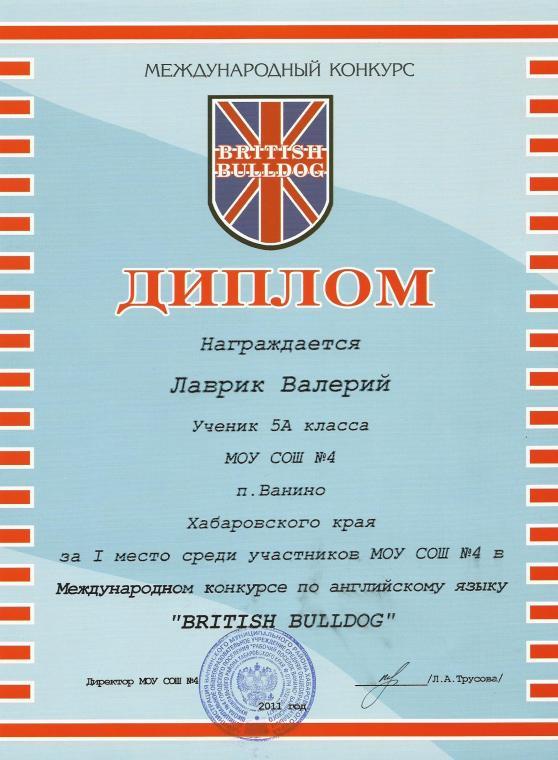 МЕЖДУНАРОДНЫЙ КОНКУРС
BRITISH
BULLDOG
ДИПЛОМ
Награждается
Лаврик Валерий
Ученик 5А класса
МОУ СОШ №4
п.Ванино
Хабаровского края
за I место среди участников МОУ СОШ №4 в
Международном конкурсе по английскому языку
"BRITISH BULLDOG"
Директор МОУ СОШ №4 /Л.А.Трусова/
2011 год